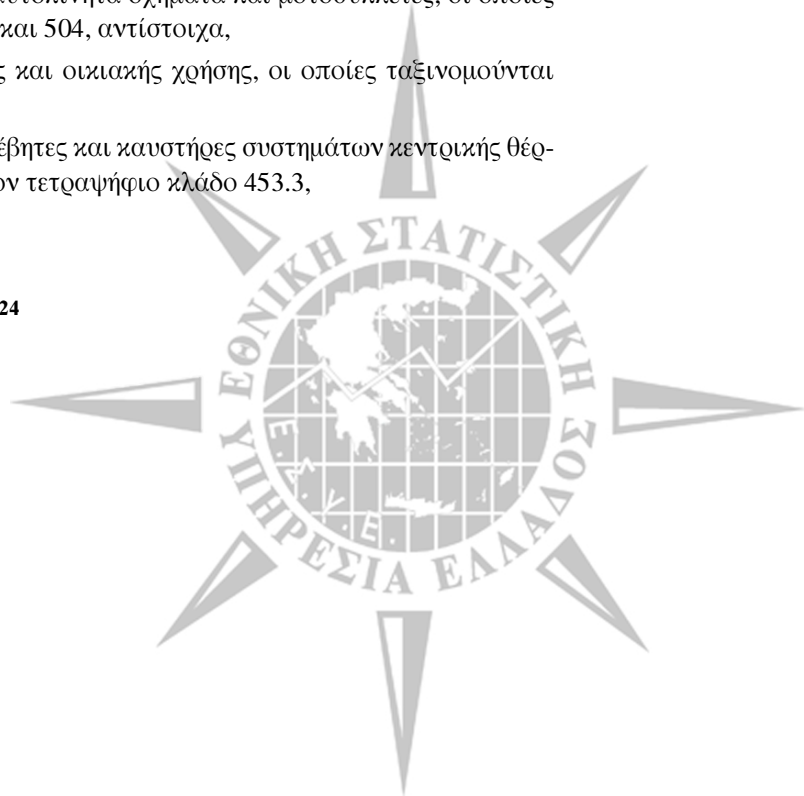 και 504, αντίστοιχα,
ς και οικιακής χρήσης, οι οποίες ταξινομούνται
έβητες και καυστήρες συστημάτων κεντρικής θέρ-
ον τετραψήφιο κλάδο 453.3,
24
ΕΘΝΙΚΗ ΣΤΑΤΙΣΤΙΚΗ
ΥΠΗΡΕΣΙΑ ΕΛΛΑΔΟΣ
Ε.Σ.Υ.Ε.